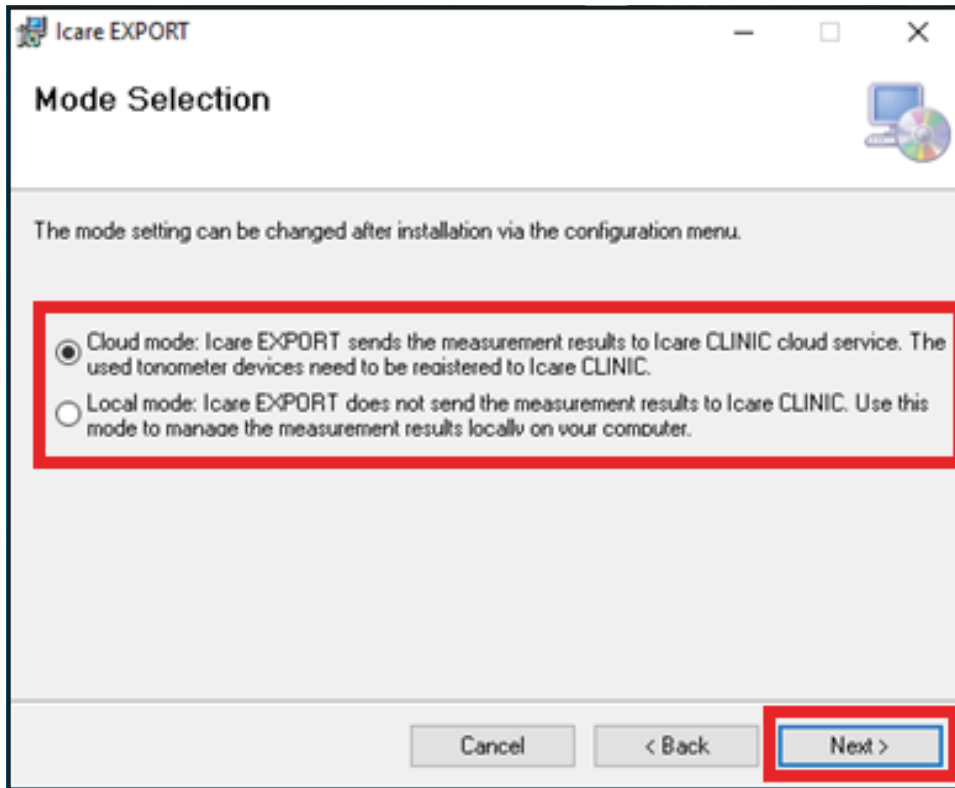 Icare EXPORT
Mode Selection
The mode setting can be changed after installation via the configuration menu.
Cloud mode: Icare EXPORT sends the measurement results to Icare CLINIC cloud service. The
used tonometer devices need to be registered to Icare CLINIC.
Local mode: Icare EXPORT does not send the measurement results to Icare CLINIC. Use this
mode to manage the measurement results locally on your computer.
Cancel
< Back
Next >